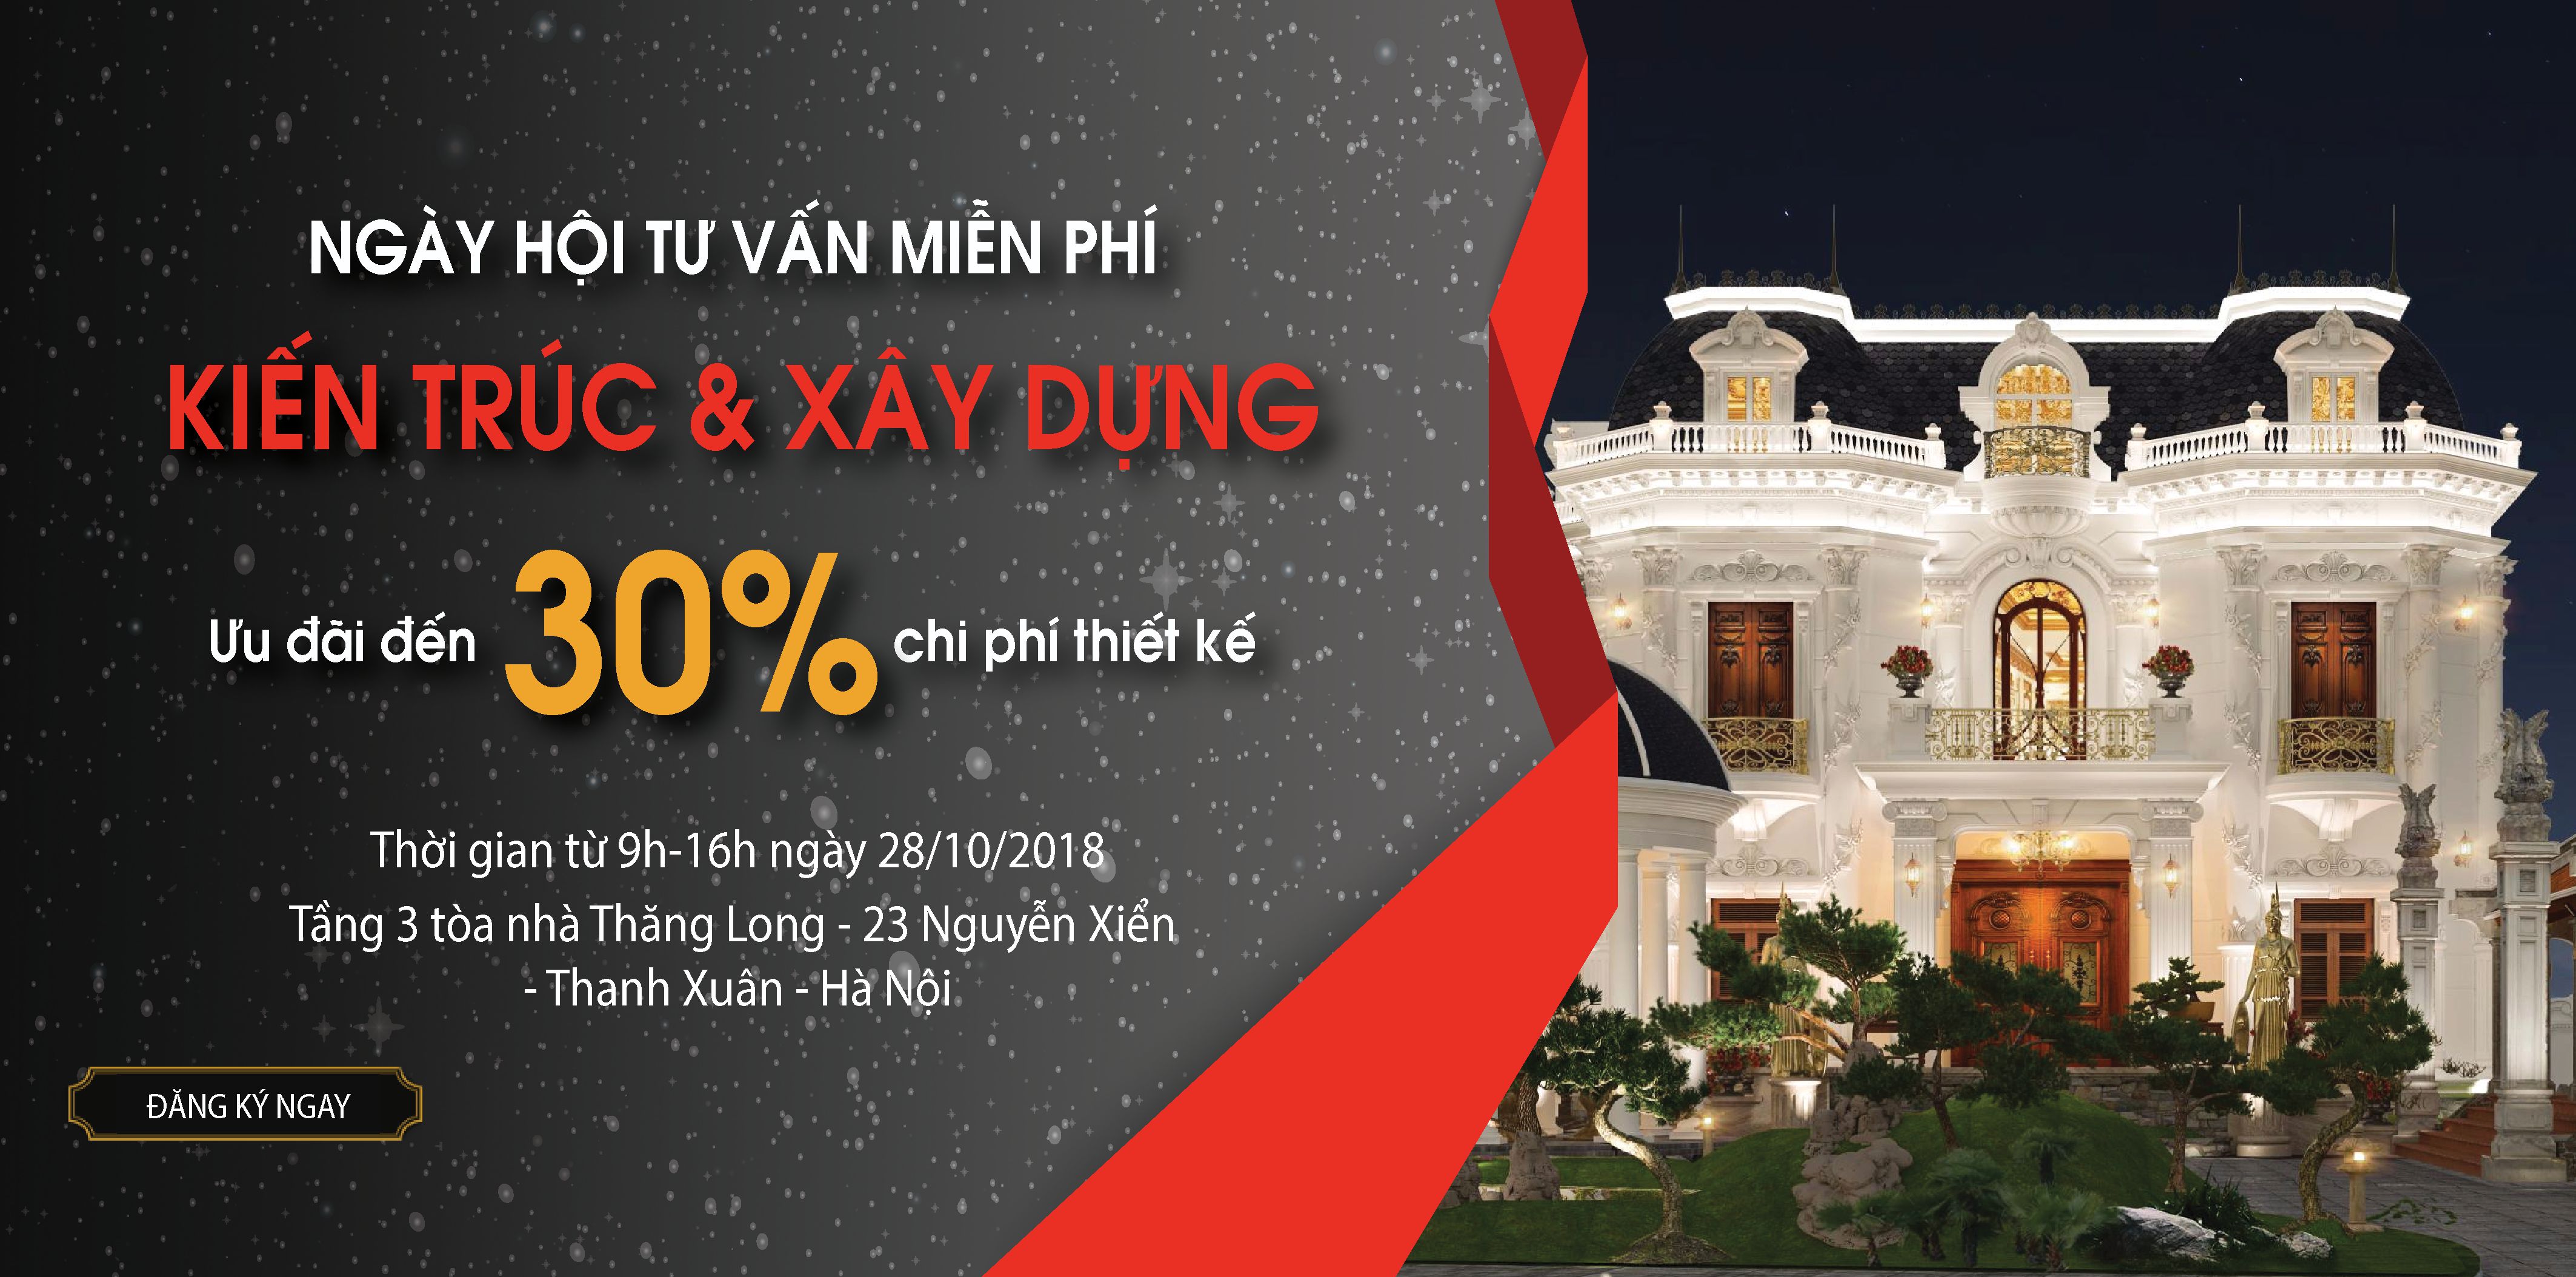 NGÀY HỘI TƯ VẤN MIỄN PHÍ
KIẾN TRÚC & XÂY DỰNG
Ưu đãi đến 30% chi phí thiết kế
Thời gian từ 9h-16h ngày 28/10/2018
Tầng 3 tòa nhà Thăng Long - 23 Nguyễn Xiển
- Thanh Xuân - Hà Nội
ĐĂNG KÝ NGAY